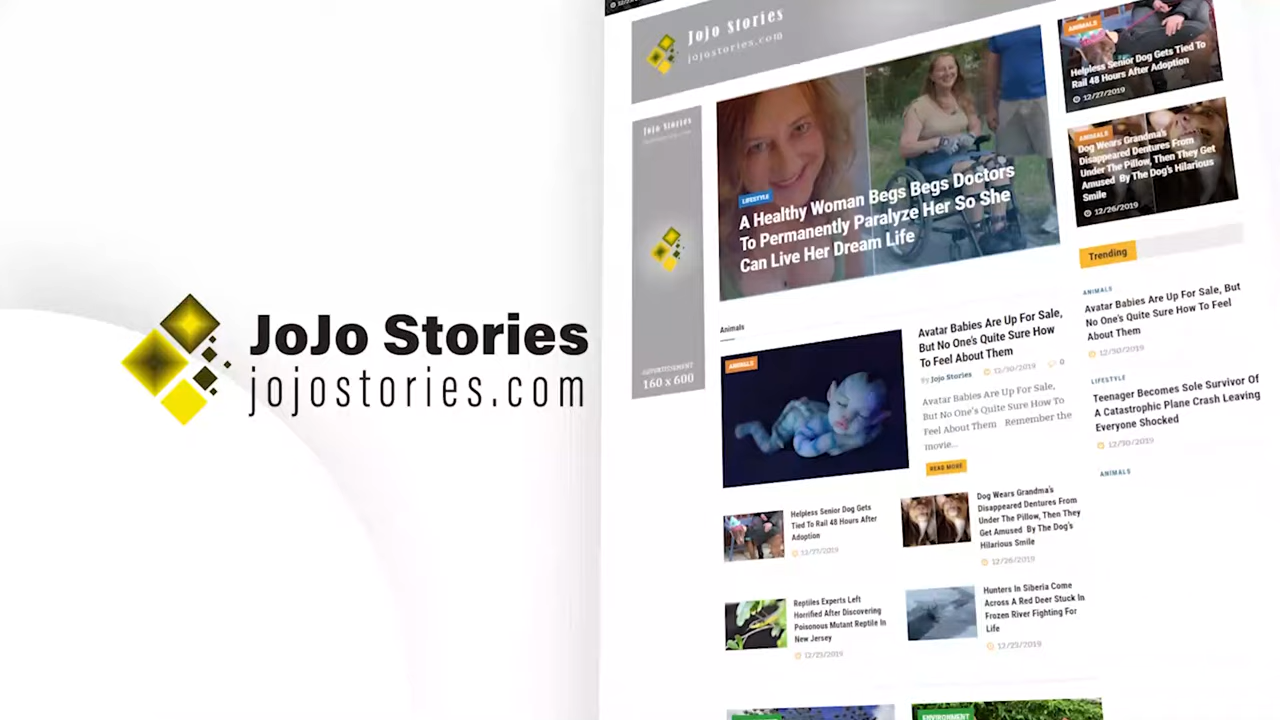 JoJo Stories
jojostories.com
JoJo Stories
jojostories.com
JoJo Stories
ADVERTISEMENT
160 x 600
LIFESTYLE
A Healthy Woman Begs Begs Doctors
To Permanently Paralyze Her So She
Can Live Her Dream Life
ANIMALS
Helpless Senior Dog Gets Tied To
Rail 48 Hours After Adoption
12/27/2019
ANIMALS
Dog Wears Grandma's
Disappeared Dentures From
Under The Pillow, Then They Get
Amused By The Dog's Hilarious
Smile
12/26/2019
Trending
ANIMALS
Avatar Babies Are Up For Sale, But
No One's Quite Sure How To Feel
About Them
12/30/2019
LIFESTYLE
Teenager Becomes Sole Survivor Of
A Catastrophic Plane Crash Leaving
Everyone Shocked
12/30/2019
ANIMALS
Animals
ANIMALS
Avatar Babies Are Up For Sale,
But No One's Quite Sure How
To Feel About Them
By JoJo Stories 12/30/2019 0
Avatar Babies Are Up For Sale,
But No One's Quite Sure How To
Feel About Them Remember the
movie...
READ MORE
Helpless Senior Dog Gets
Tied To Rail 48 Hours After
Adoption
12/27/2019
Dog Wears Grandma's
Disappeared Dentures From
Under The Pillow, Then They
Get Amused By The Dog's
Hilarious Smile
12/26/2019
Reptiles Experts Left
Horrified After Discovering
Poisonous Mutant Reptile In
New Jersey
12/25/2019
Hunters In Siberia Come
Across A Red Deer Stuck In
Frozen River Fighting For
Life
12/23/2019
ENVIRONMENT